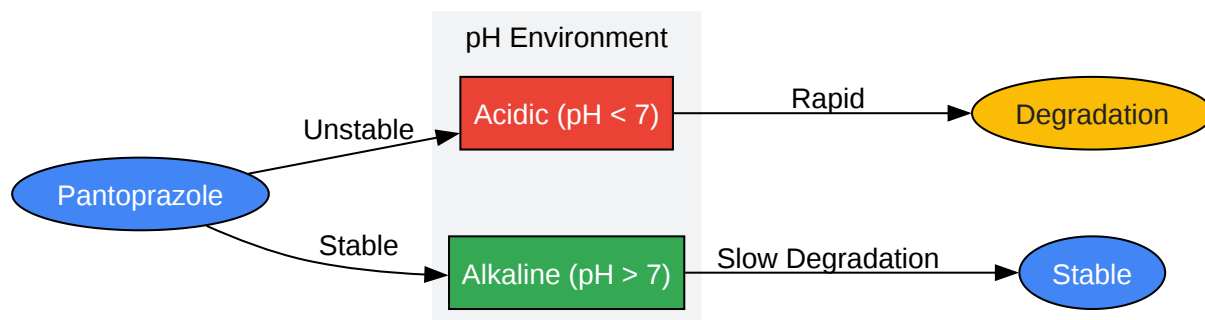 pH Environment
Acidic (pH < 7)
Rapid
Degradation
Unstable
Pantoprazole
Stable
Alkaline (pH > 7)
Slow Degradation
Stable